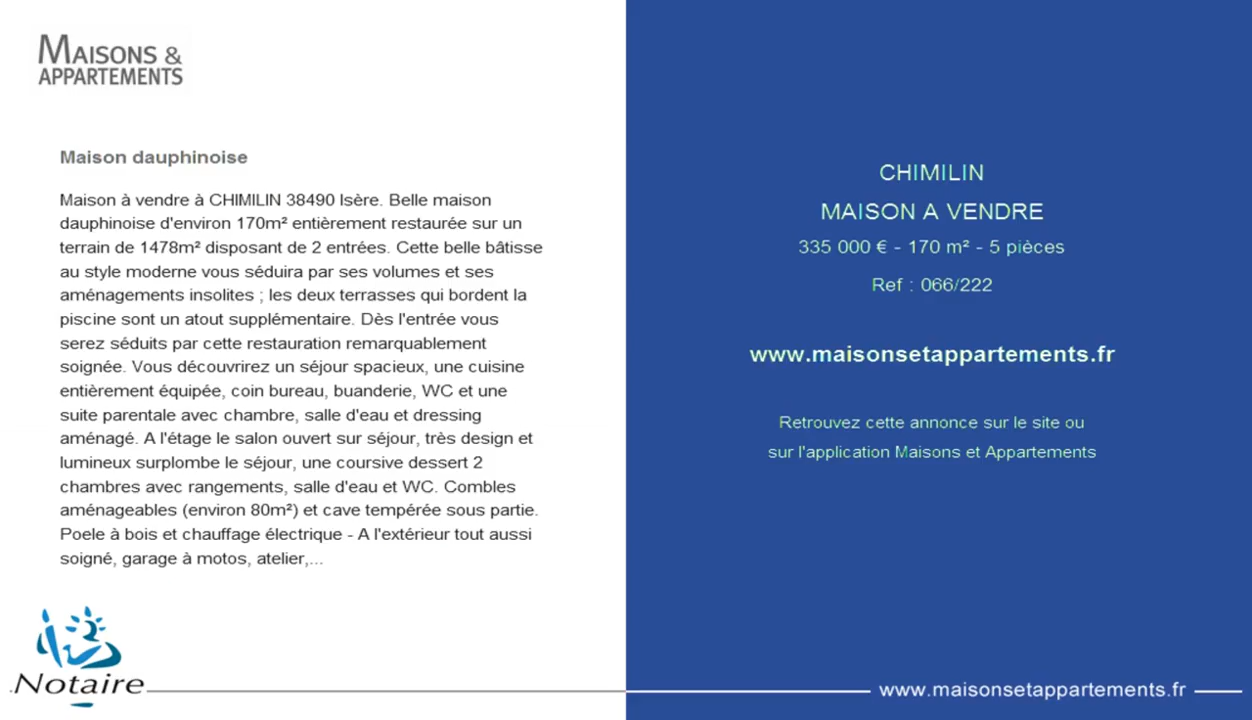 MAISONS &
APPARTEMENTS
Maison dauphinoise
Maison à vendre à CHIMILIN 38490 Isère. Belle maison
dauphinoise d'environ 170m² entièrement restaurée sur un
terrain de 1478m² disposant de 2 entrées. Cette belle bâtisse
au style moderne vous séduira par ses volumes et ses
aménagements insolites ; les deux terrasses qui bordent la
piscine sont un atout supplémentaire. Dès l'entrée vous
serez séduits par cette restauration remarquablement
soignée. Vous découvrirez un séjour spacieux, une cuisine
entièrement équipée, coin bureau, buanderie, WC et une
suite parentale avec chambre, salle d'eau et dressing
aménagé. A l'étage le salon ouvert sur séjour, très design et
lumineux surplombe le séjour, une coursive dessert 2
chambres avec rangements, salle d'eau et WC. Combles
aménageables (environ 80m²) et cave tempérée sous partie.
Poele à bois et chauffage électrique - A l'extérieur tout aussi
soigné, garage à motos, atelier,...
Notaire
CHIMILIN
MAISON A VENDRE
335 000 € - 170 m² - 5 pièces
Ref : 066/222
www.maisonsetappartements.fr
Retrouvez cette annonce sur le site ou
sur l'application Maisons et Appartements
www.maisonsetappartements.fr